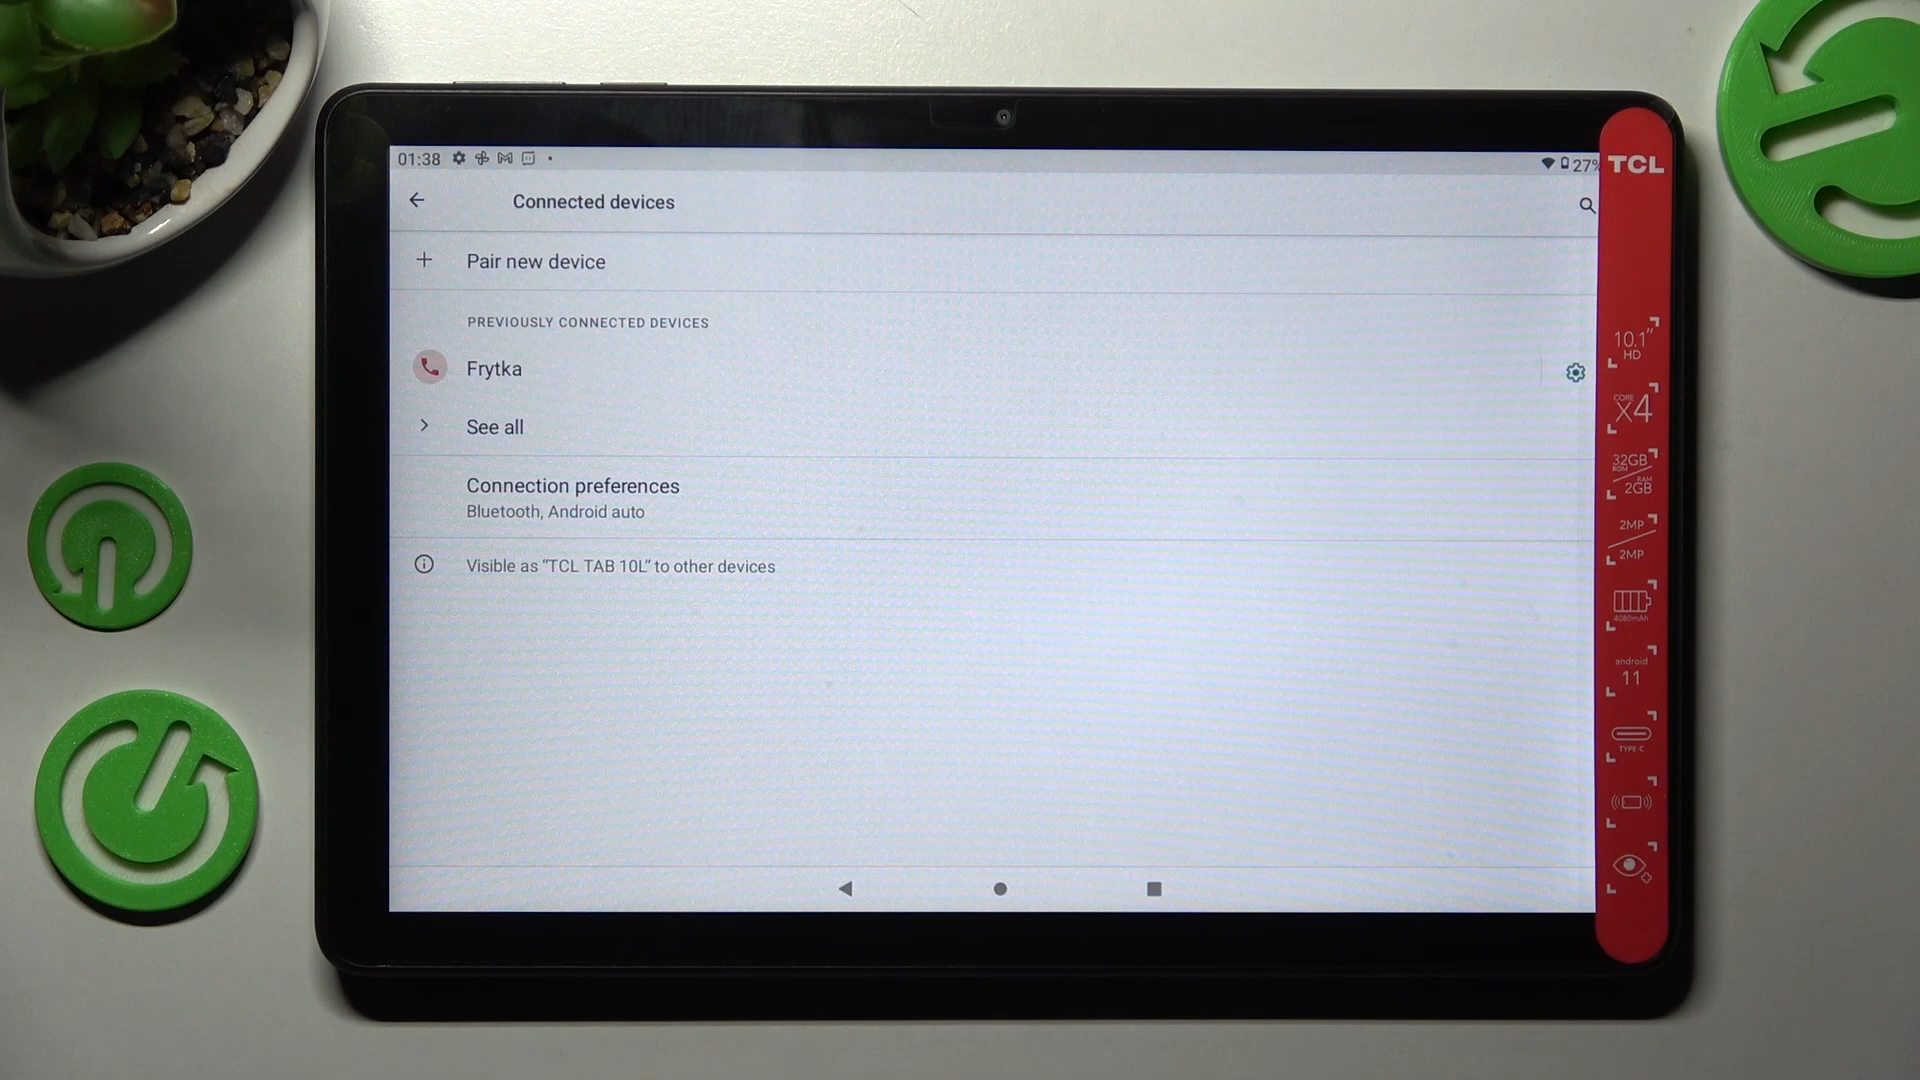 01:38
27%
Connected devices
Pair new device
PREVIOUSLY CONNECTED DEVICES
Frytka
See all
Connection preferences
Bluetooth, Android auto
Visible as “TCL TAB 10L” to other devices
TCL
10.1”
HD
CORE
X4
32GB
ROM
RAM
2GB
2MP
2MP
4080mAh
android
11
TYPE-C